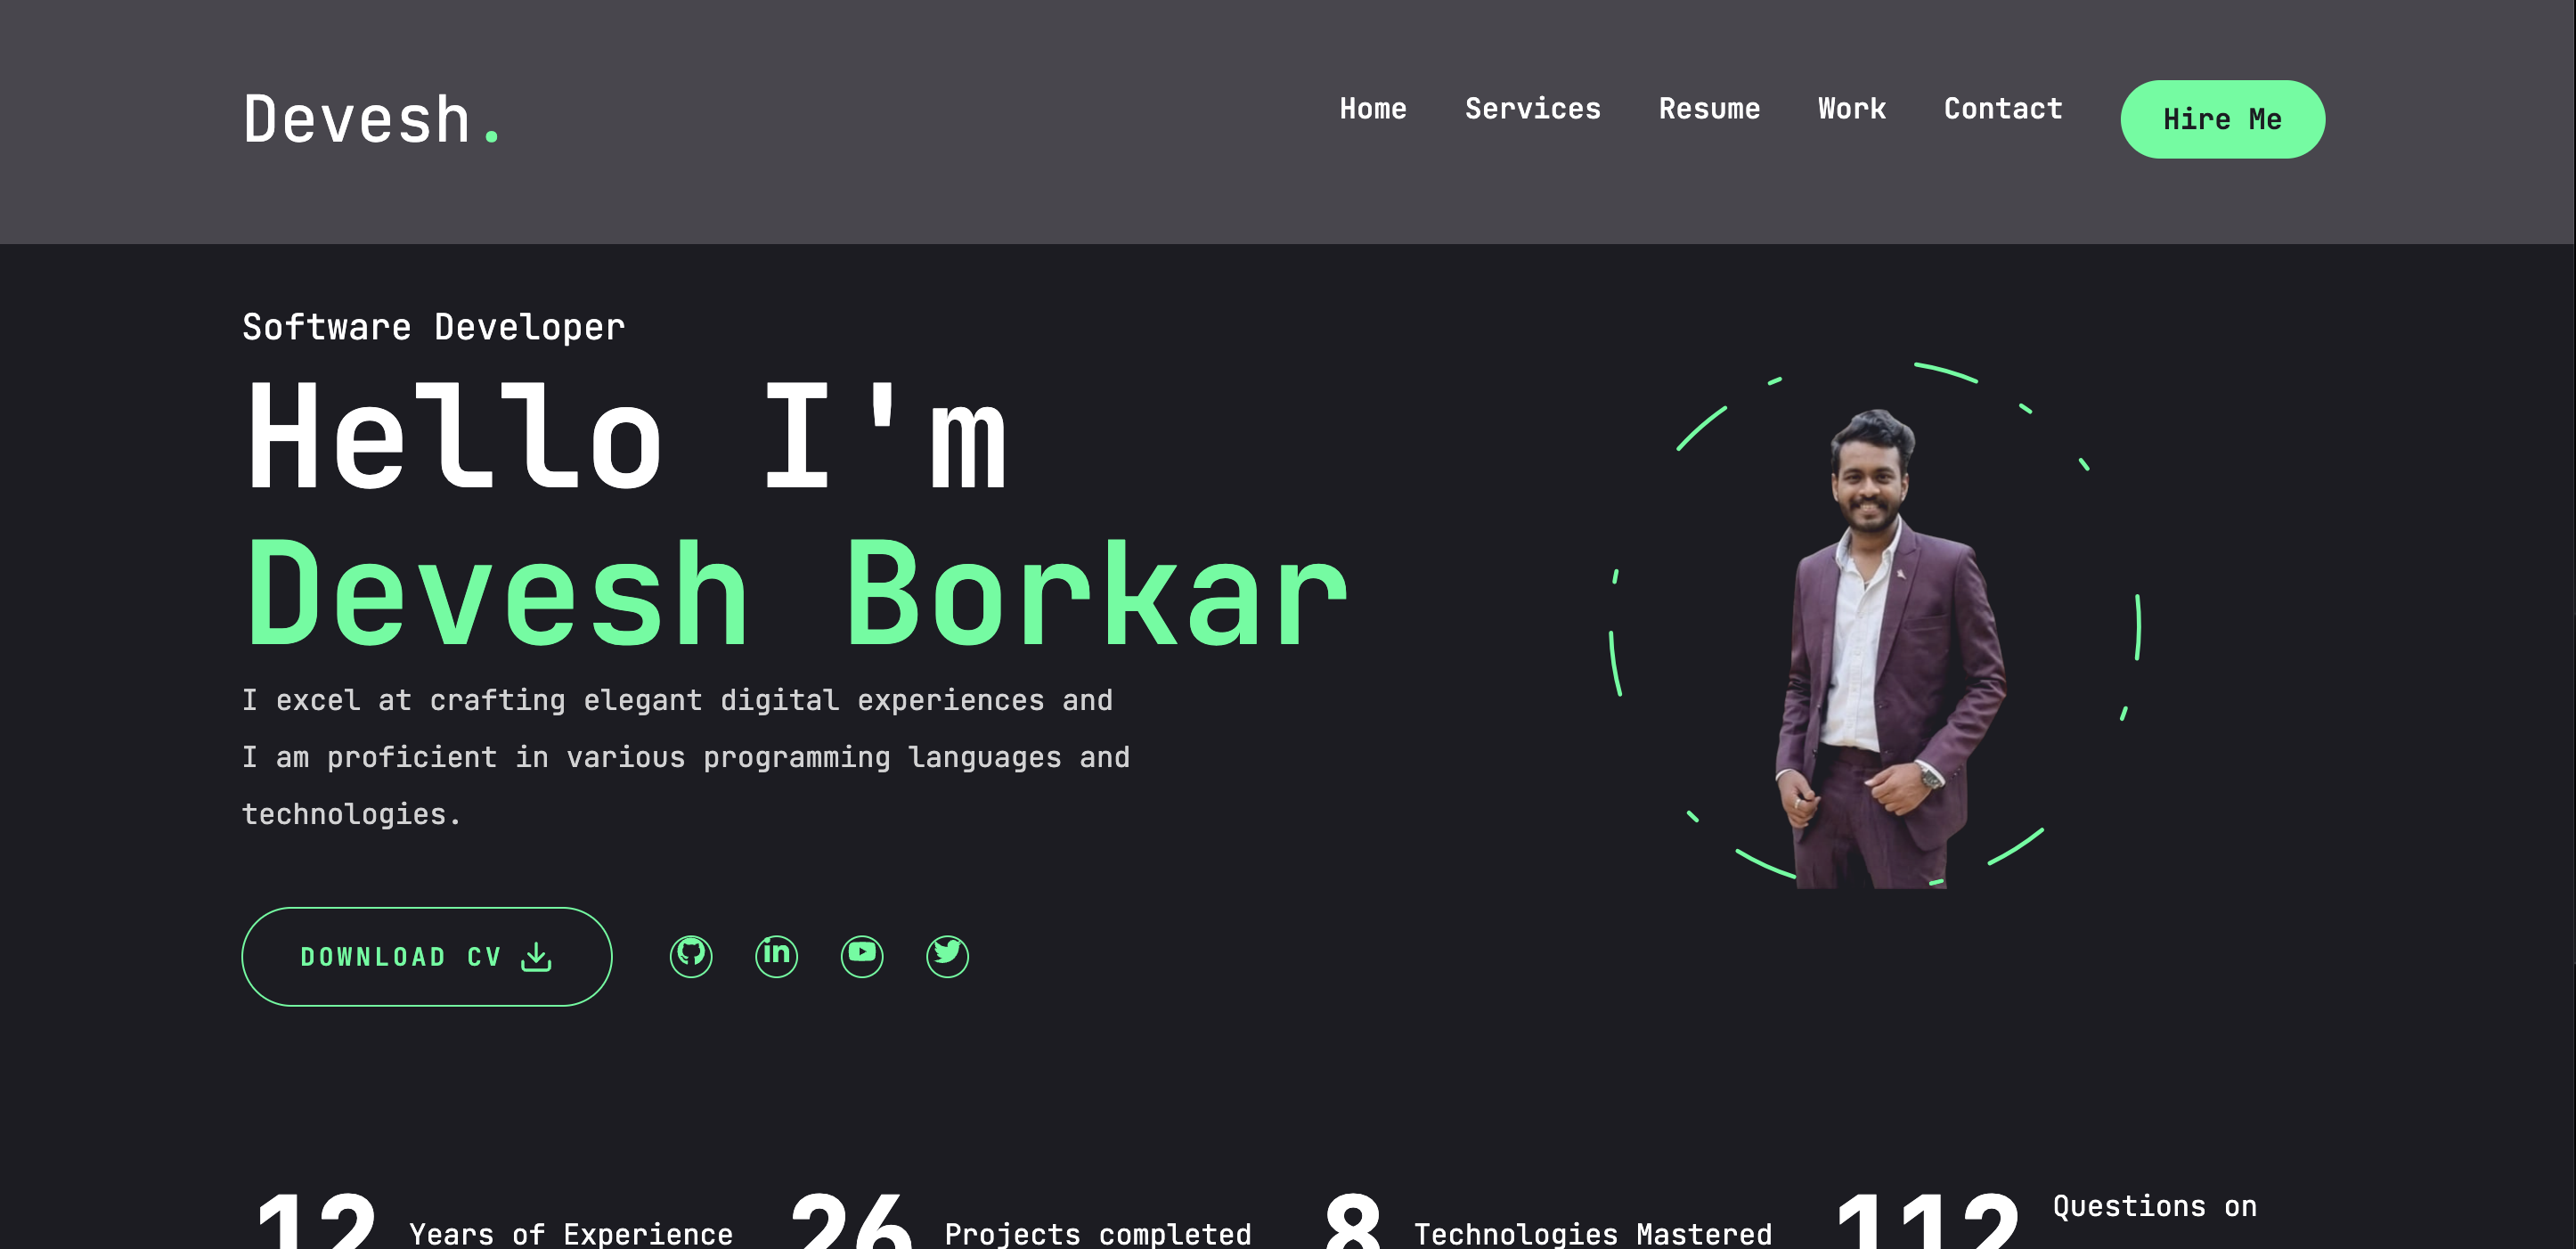 Devesh.
Home Services Resume Work Contact Hire Me
Software Developer
Hello I'm
Devesh Borkar
I excel at crafting elegant digital experiences and
I am proficient in various programming languages and
technologies.
DOWNLOAD CV
in
12 Years of Experience 26 Projects completed 8 Technologies Mastered 112 Questions on